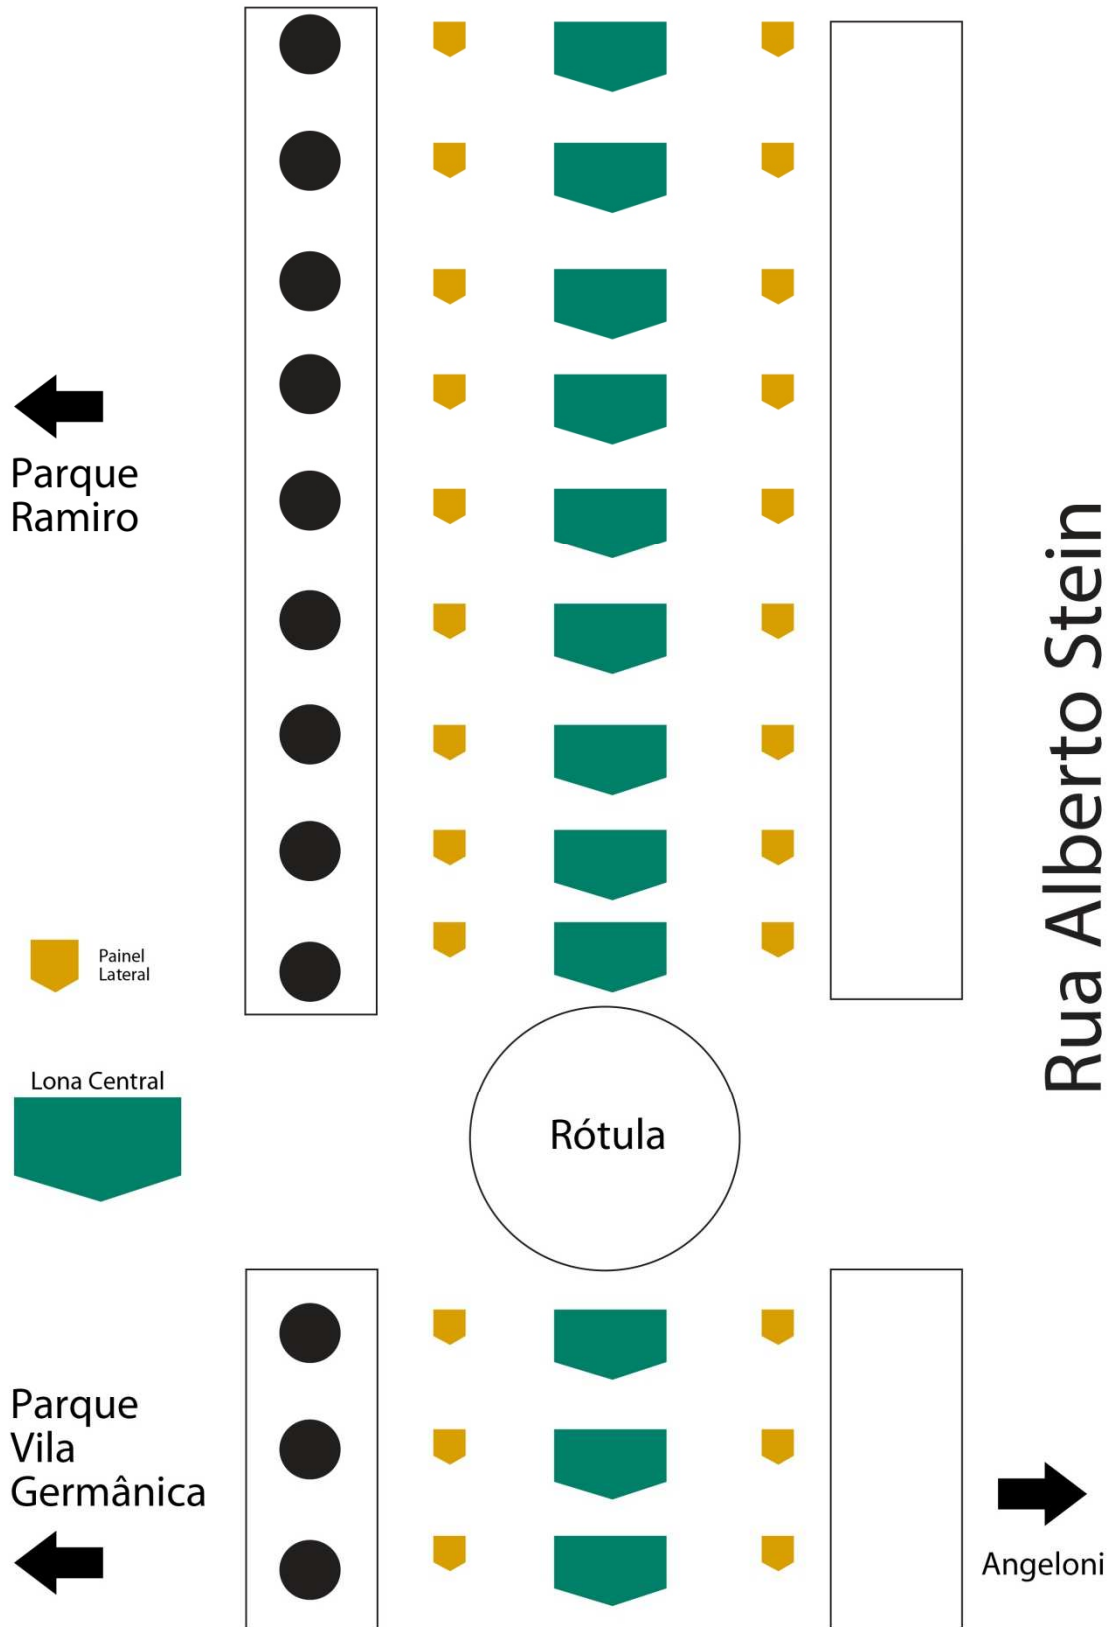 Parque
Ramiro
Rua Alberto Stein
Painel
Lateral
Lona Central
Rótula
Parque
Vila
Germânica
Angeloni